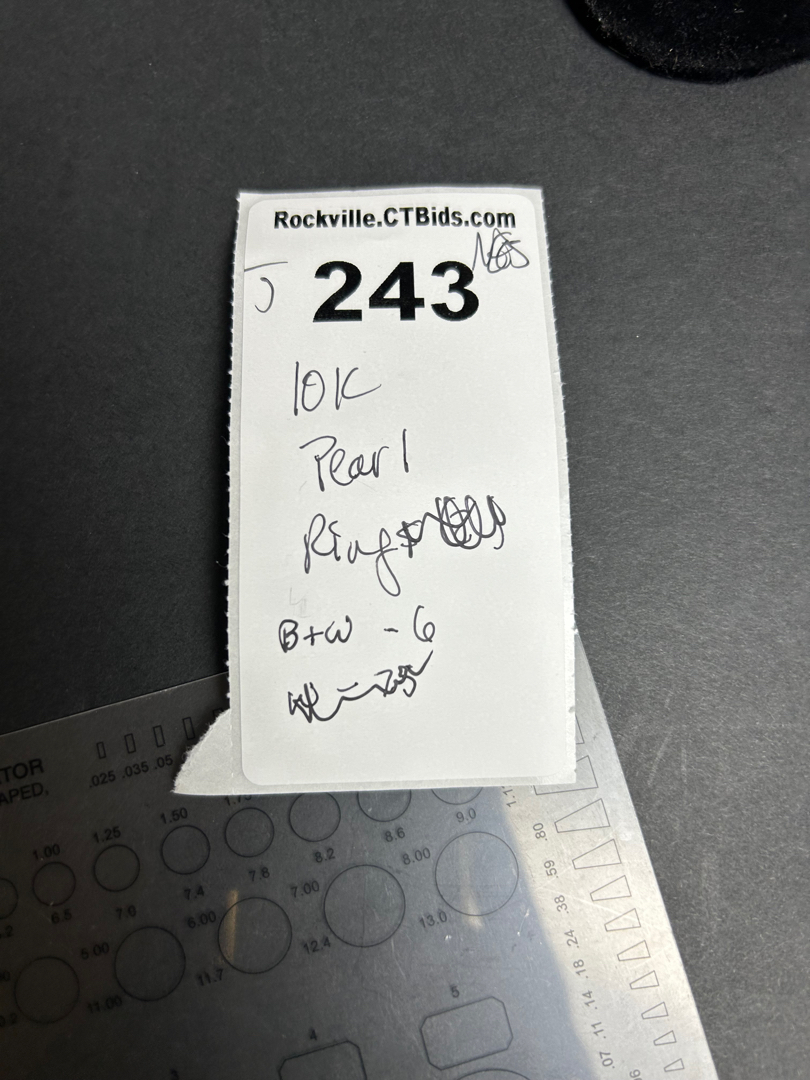 Rockville.CTBids.com
J 243
10K
Pearl
Ring
B+W - 6
TOR
APED,
.025 .035 .05
1.00 1.25 1.50 1.75
6.5 7.0 7.4 7.8 8.2 8.6 9.0
5.00 6.00 7.00 8.00
11.00 11.7 12.4 13.0
4 5
.07 .11 .14 .18 .24 .38 .59 .80